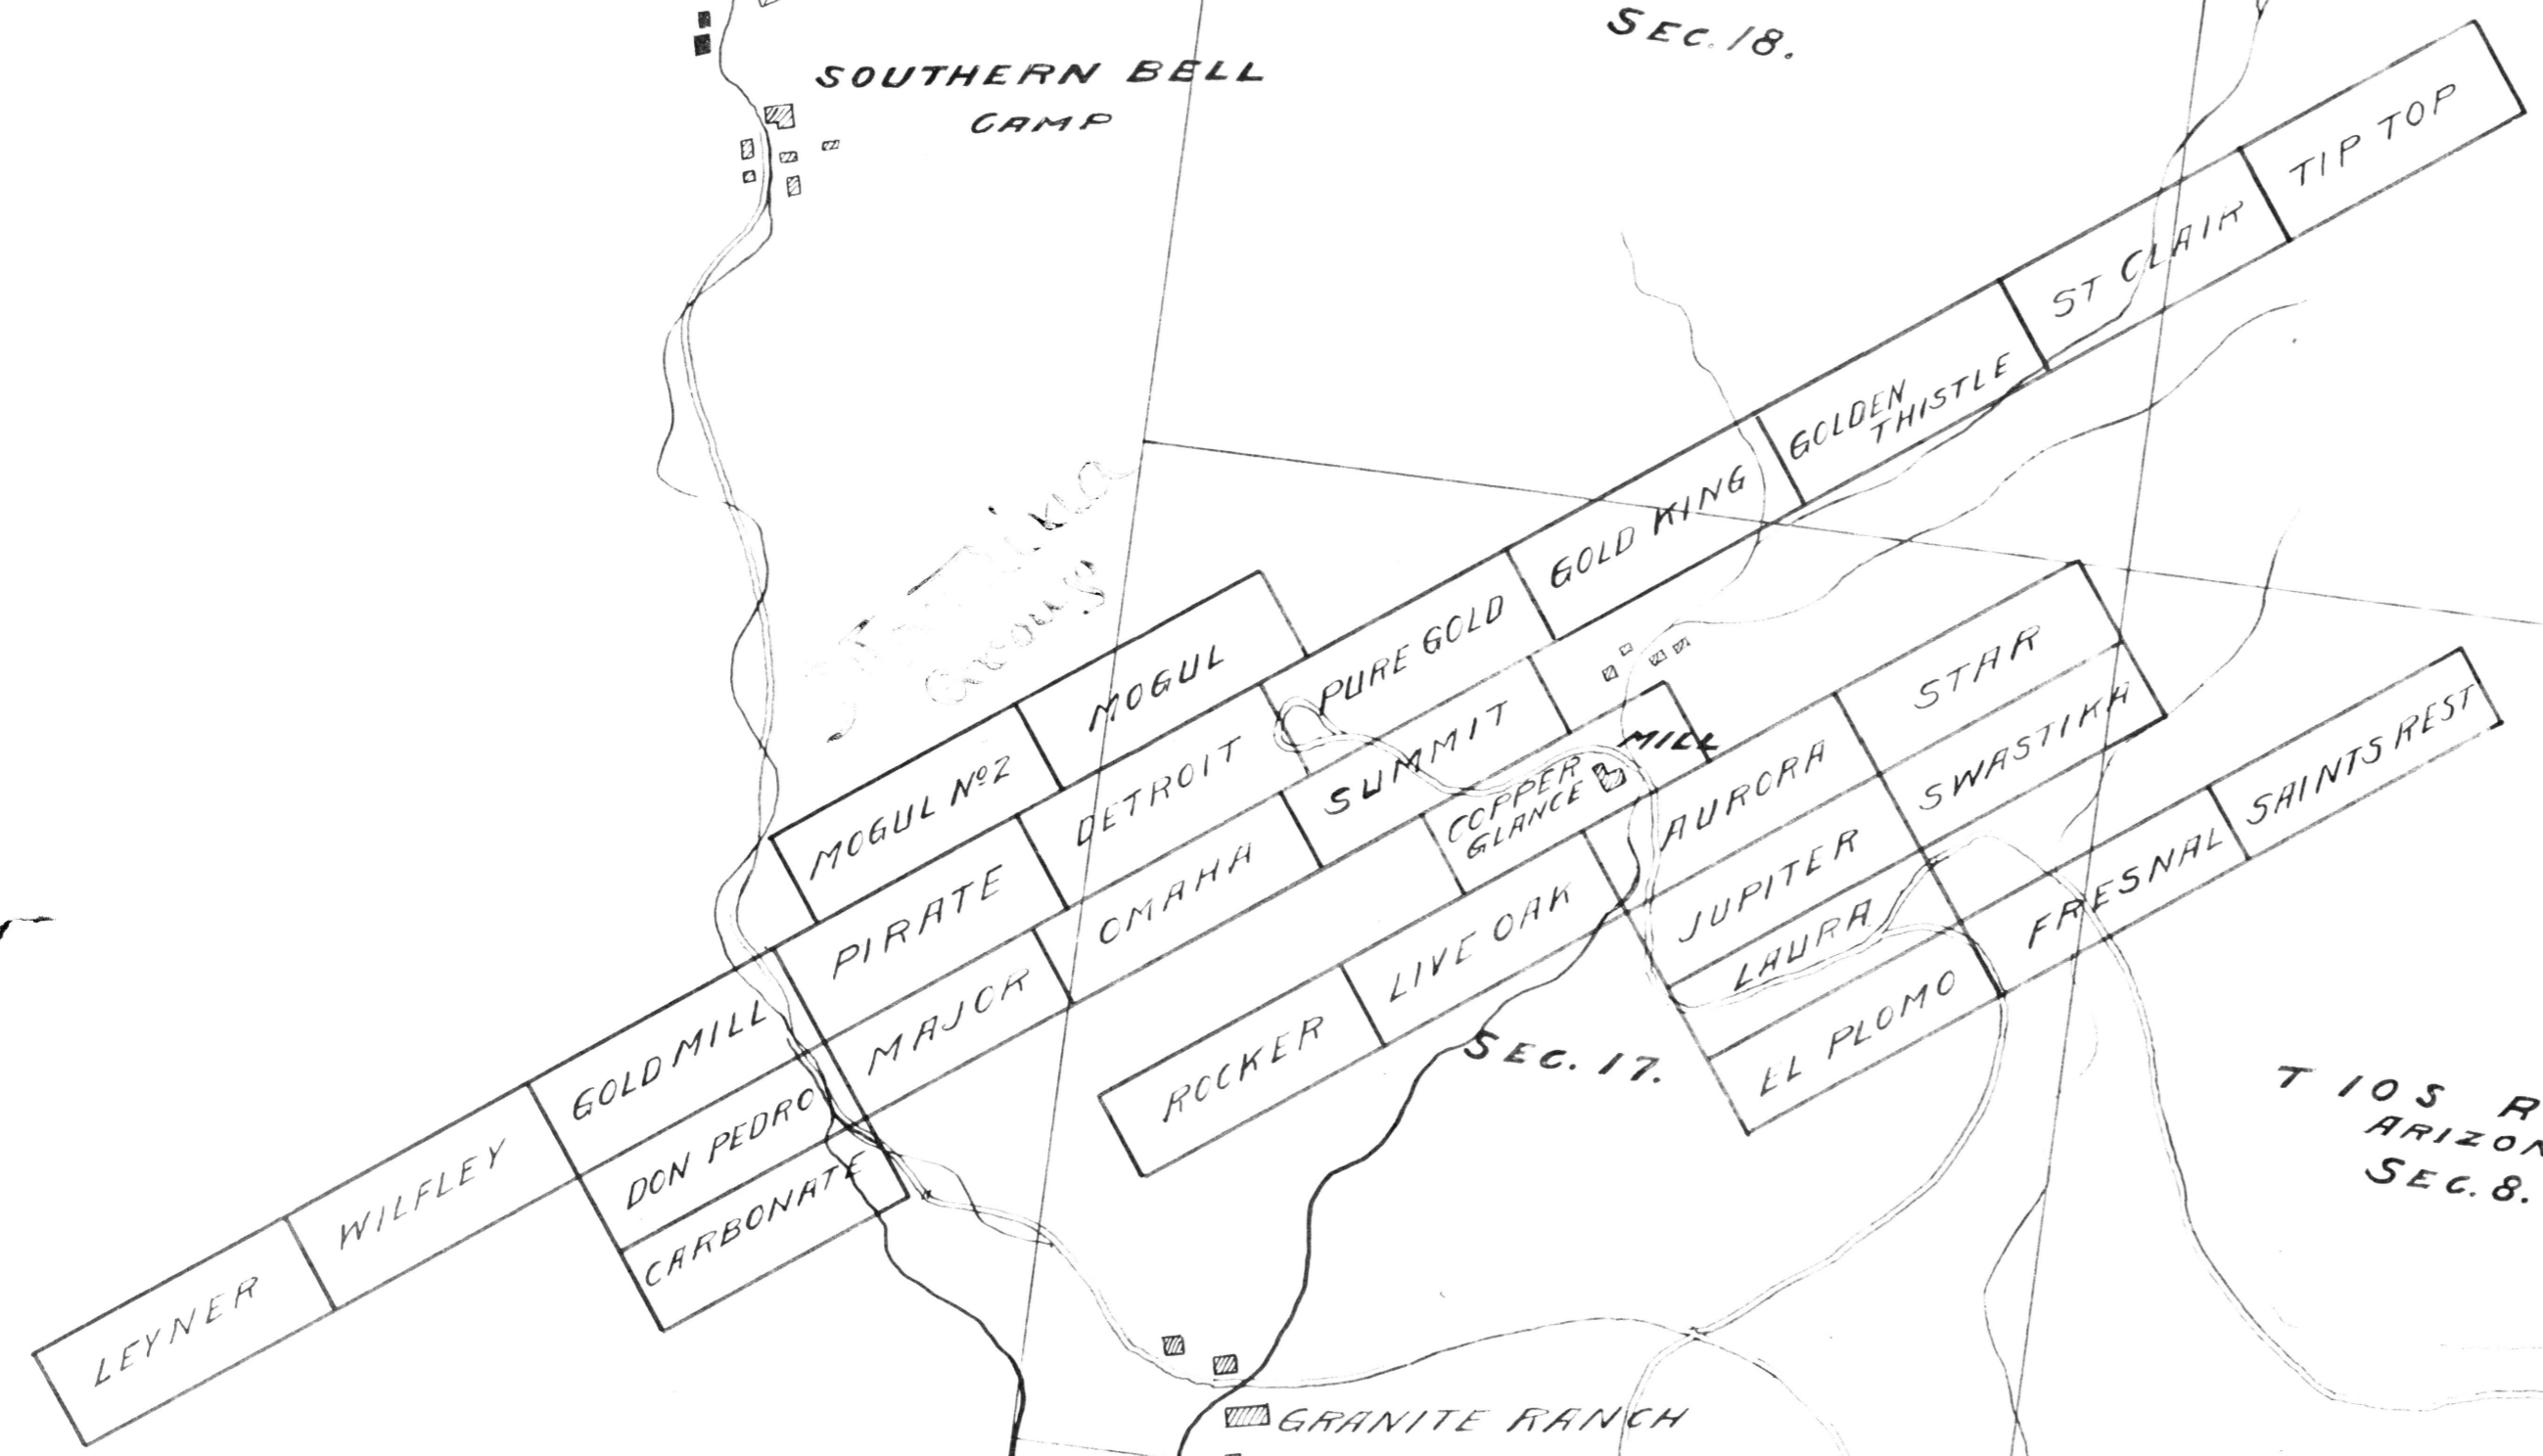 SEC. 18.
SOUTHERN BELL
CAMP
TIP TOP
ST CLAIR
GOLDEN
THISTLE
GOLD KING
PURE GOLD
MOGUL
MOGUL No 2
DETROIT
PIRATE
SUMMIT
MILL
COPPER
GLANCE
OMAHA
MAJOR
STAR
AURORA
SWASTIKA
JUPITER
SAINTS REST
FRESNAL
LAURA
EL PLOMO
LIVE OAK
ROCKER
GOLD MILL
DON PEDRO
CARBONATE
WILFLEY
LEYNER
SEC. 17.
T 10 S R
ARIZON
SEC. 8.
GRANITE RANCH